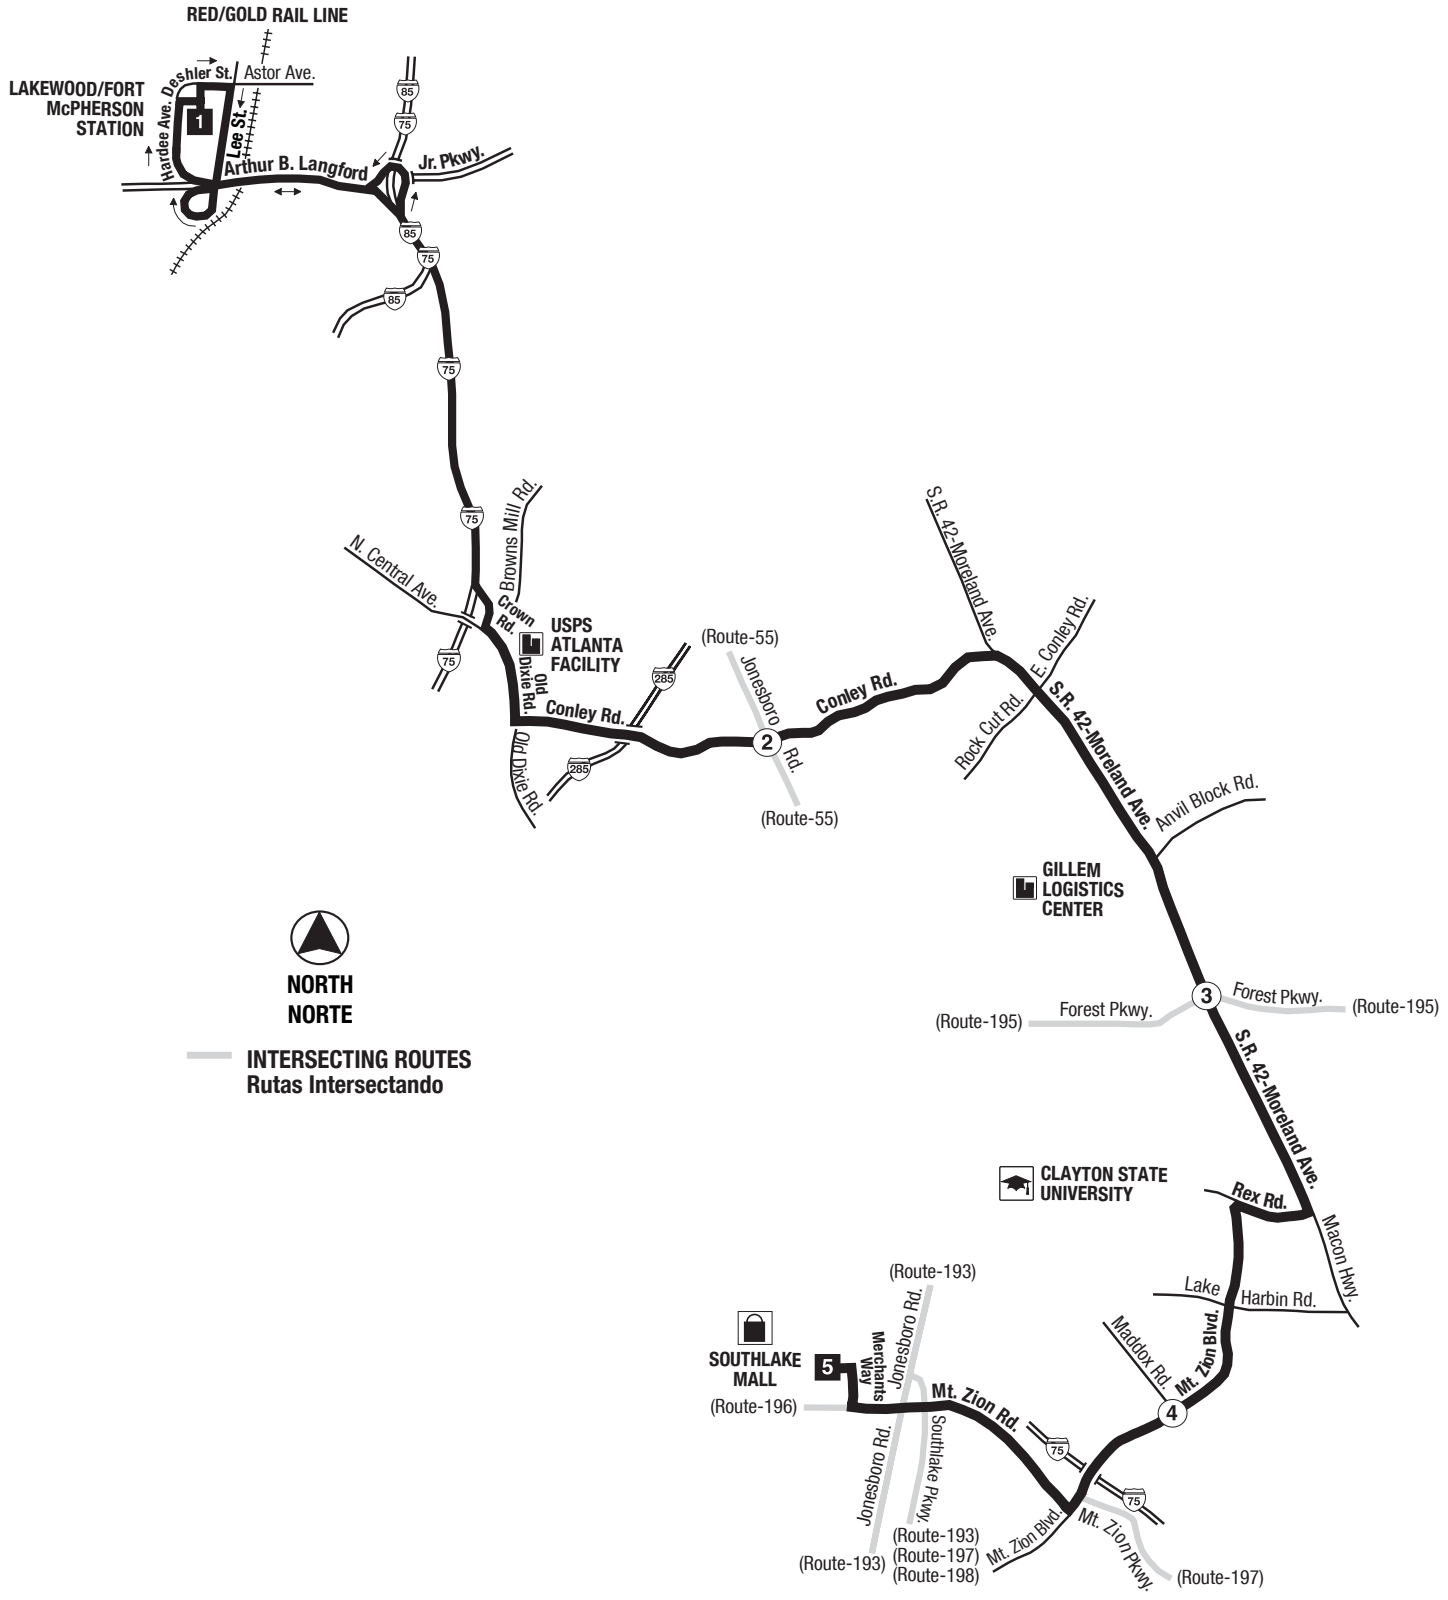 RED/GOLD RAIL LINE
Deshler St.
Astor Ave.
LAKEWOOD/FORT
McPHERSON
STATION
1
Hardee Ave.
Lee St.
Arthur B. Langford
Jr. Pkwy.
85
75
85
75
85
75
75
N. Central Ave.
Browns Mill Rd.
Crown
Rd.
USPS
ATLANTA
FACILITY
75
Old
Dixie Rd.
Conley Rd.
285
285
Old Dixie Rd.
(Route-55)
Jonesboro
2
Rd.
(Route-55)
Conley Rd.
S.R. 42-Moreland Ave.
E. Conley Rd.
Rock Cut Rd.
S.R. 42-Moreland Ave.
Anvil Block Rd.
GILLEM
LOGISTICS
CENTER
NORTH
NORTE
INTERSECTING ROUTES
Rutas Intersectando
(Route-195)
Forest Pkwy.
3
Forest Pkwy.
(Route-195)
S.R. 42-Moreland Ave.
CLAYTON STATE
UNIVERSITY
Rex Rd.
Macon Hwy.
Lake
Harbin Rd.
Mt. Zion Blvd.
Maddox Rd.
4
(Route-193)
Jonesboro Rd.
Merchants
Way
SOUTHLAKE
MALL
5
(Route-196)
Mt. Zion Rd.
75
75
Jonesboro Rd.
Southlake Pkwy.
(Route-193)
(Route-193)
(Route-197)
(Route-198)
Mt. Zion Blvd.
Mt. Zion Pkwy.
(Route-197)